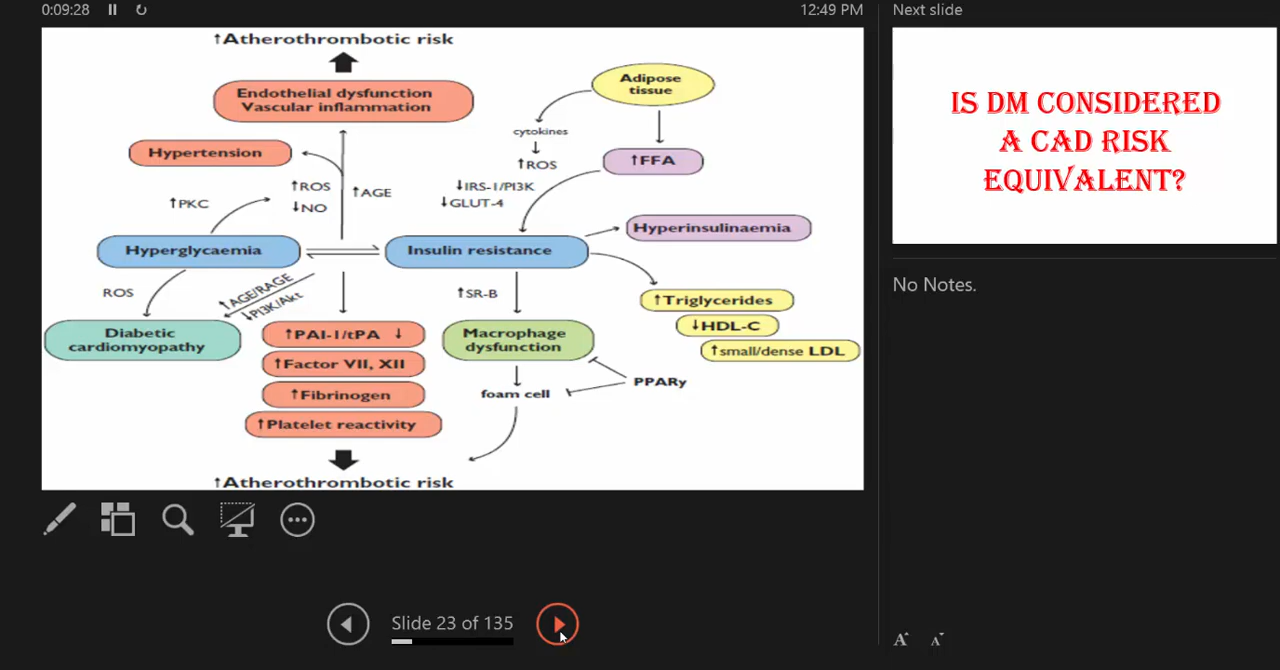 0:09:28
12:49 PM
Next slide
↑Atherothrombotic risk
Endothelial dysfunction
Vascular inflammation
Adipose
tissue
cytokines
↑ROS
↑FFA
Hypertension
↑ROS
↓NO
↑AGE
↓IRS-1/PI3K
↓GLUT-4
↑PKC
Hyperinsulinaemia
Hyperglycaemia
Insulin resistance
ROS
↑AGE/RAGE
↓PI3K/Akt
↑SR-B
↑Triglycerides
↓HDL-C
↑small/dense LDL
Diabetic
cardiomyopathy
↑PAI-1/tPA ↓
↑Factor VII, XII
↑Fibrinogen
↑Platelet reactivity
Macrophage
dysfunction
foam cell
PPARγ
↑Atherothrombotic risk
IS DM CONSIDERED
A CAD RISK
EQUIVALENT?
No Notes.
Slide 23 of 135
A A